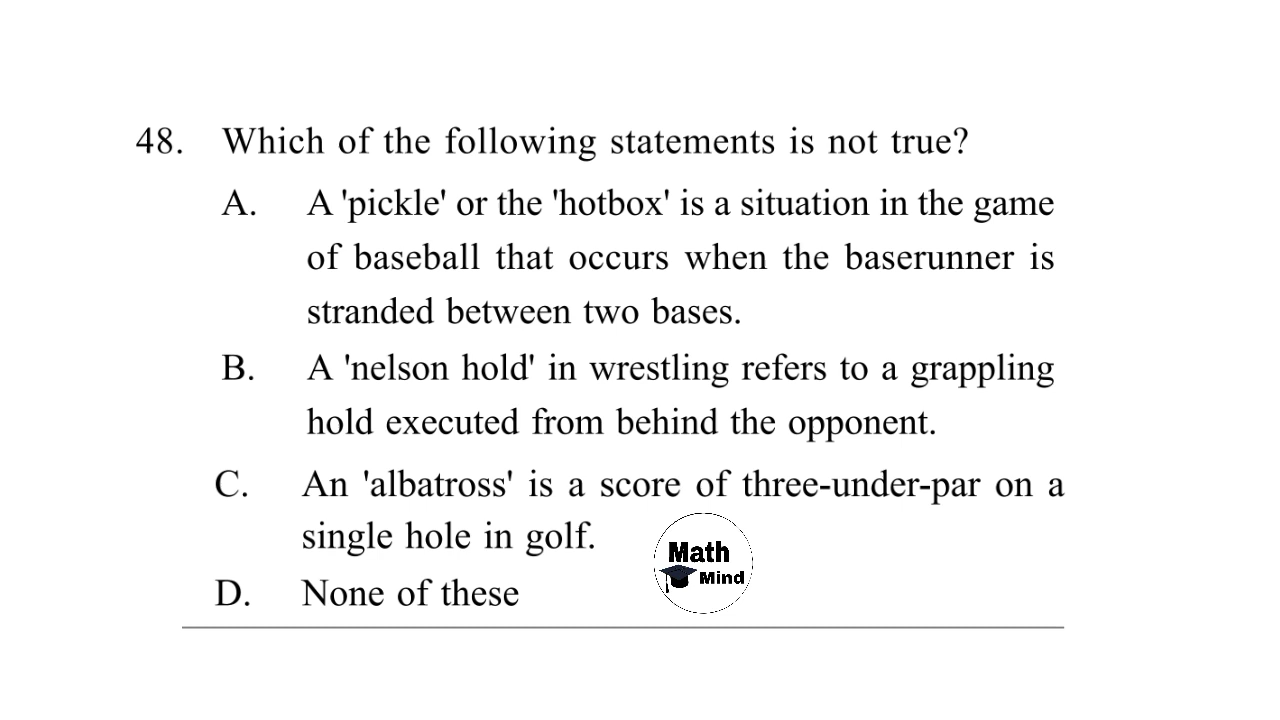 48. Which of the following statements is not true?
A. A 'pickle' or the 'hotbox' is a situation in the game
of baseball that occurs when the baserunner is
stranded between two bases.
B. A 'nelson hold' in wrestling refers to a grappling
hold executed from behind the opponent.
C. An 'albatross' is a score of three-under-par on a
single hole in golf.
Math
Mind
D. None of these